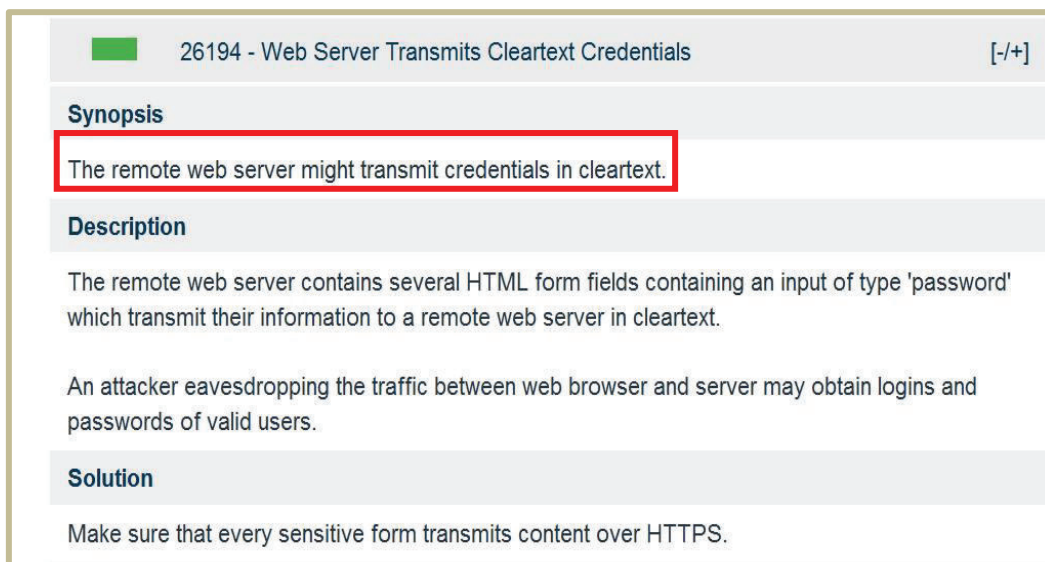 26194 - Web Server Transmits Cleartext Credentials [-/+]
Synopsis
The remote web server might transmit credentials in cleartext.
Description
The remote web server contains several HTML form fields containing an input of type 'password'
which transmit their information to a remote web server in cleartext.
An attacker eavesdropping the traffic between web browser and server may obtain logins and
passwords of valid users.
Solution
Make sure that every sensitive form transmits content over HTTPS.